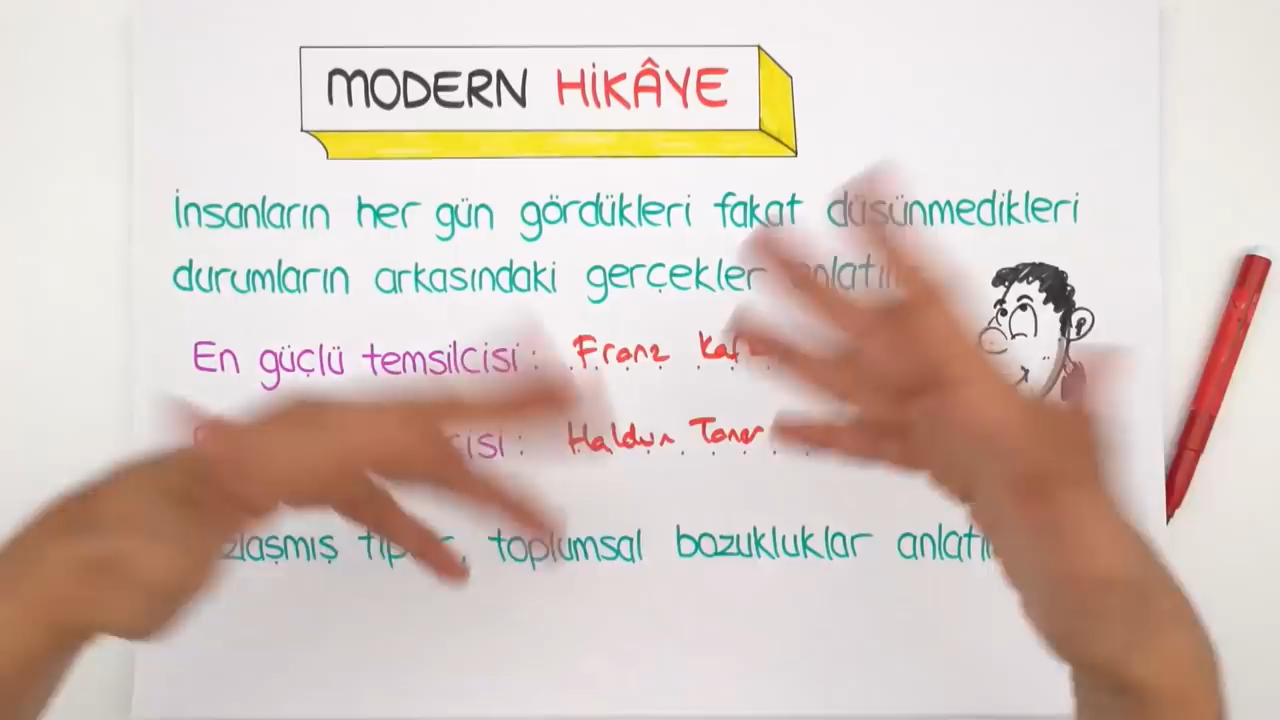 MODERN HİKÂYE
İnsanların her gün gördükleri fakat düşünmedikleri
durumların arkasındaki gerçekler
En güçlü temsilcisi : Franz
Haldun Taner
toplumsal bozukluklar